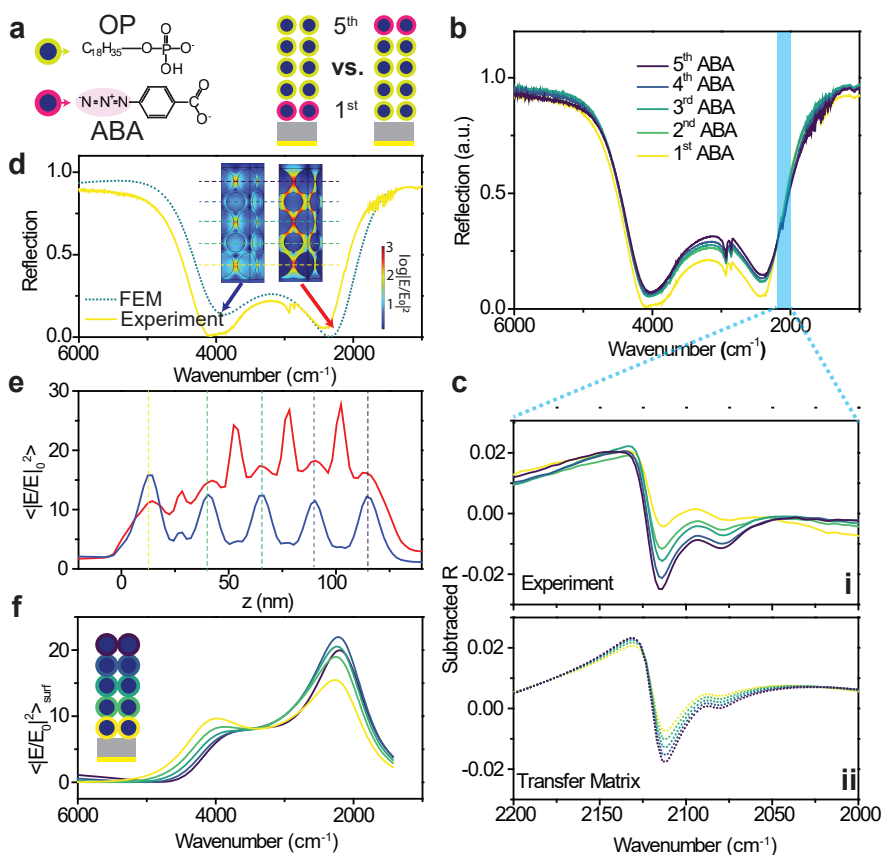 a
OP
C18H35
O
P
O
O-
OH
-N=N+=N-
ABA
O
C
O-
5th
vs.
1st
b
1.0
0.5
0.0
Reflection (a.u.)
5th ABA
4th ABA
3rd ABA
2nd ABA
1st ABA
6000 4000 2000
Wavenumber (cm-1)
d
1.0
0.75
0.5
0.25
0.0
Reflection
FEM
Experiment
3
2
1
log|E/E0|2
6000 4000 2000
Wavenumber (cm-1)
e
30
25
20
15
10
5
0
<|E/E|02>
0 50 100
z (nm)
f
20
10
0
<|E/E0|2>surf
6000 4000 2000
Wavenumber (cm-1)
c
0.02
0.00
-0.02
Experiment
i
Subtracted R
0.02
0.00
-0.02
Transfer Matrix
ii
2200 2150 2100 2050 2000
Wavenumber (cm-1)